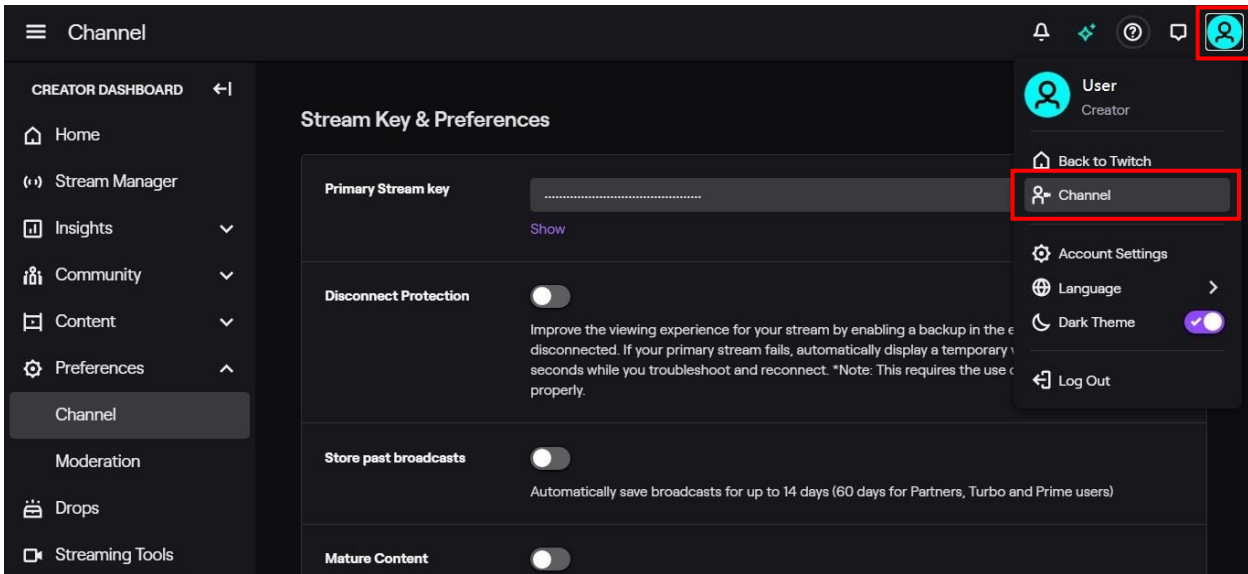 Channel
CREATOR DASHBOARD
Home
Stream Manager
Insights
Community
Content
Preferences
Channel
Moderation
Drops
Streaming Tools
Stream Key & Preferences
Primary Stream key
Show
Disconnect Protection
Improve the viewing experience for your stream by enabling a backup in the e
disconnected. If your primary stream fails, automatically display a temporary
seconds while you troubleshoot and reconnect. *Note: This requires the use
properly.
Store past broadcasts
Automatically save broadcasts for up to 14 days (60 days for Partners, Turbo and Prime users)
Mature Content
User
Creator
Back to Twitch
Channel
Account Settings
Language
Dark Theme
Log Out